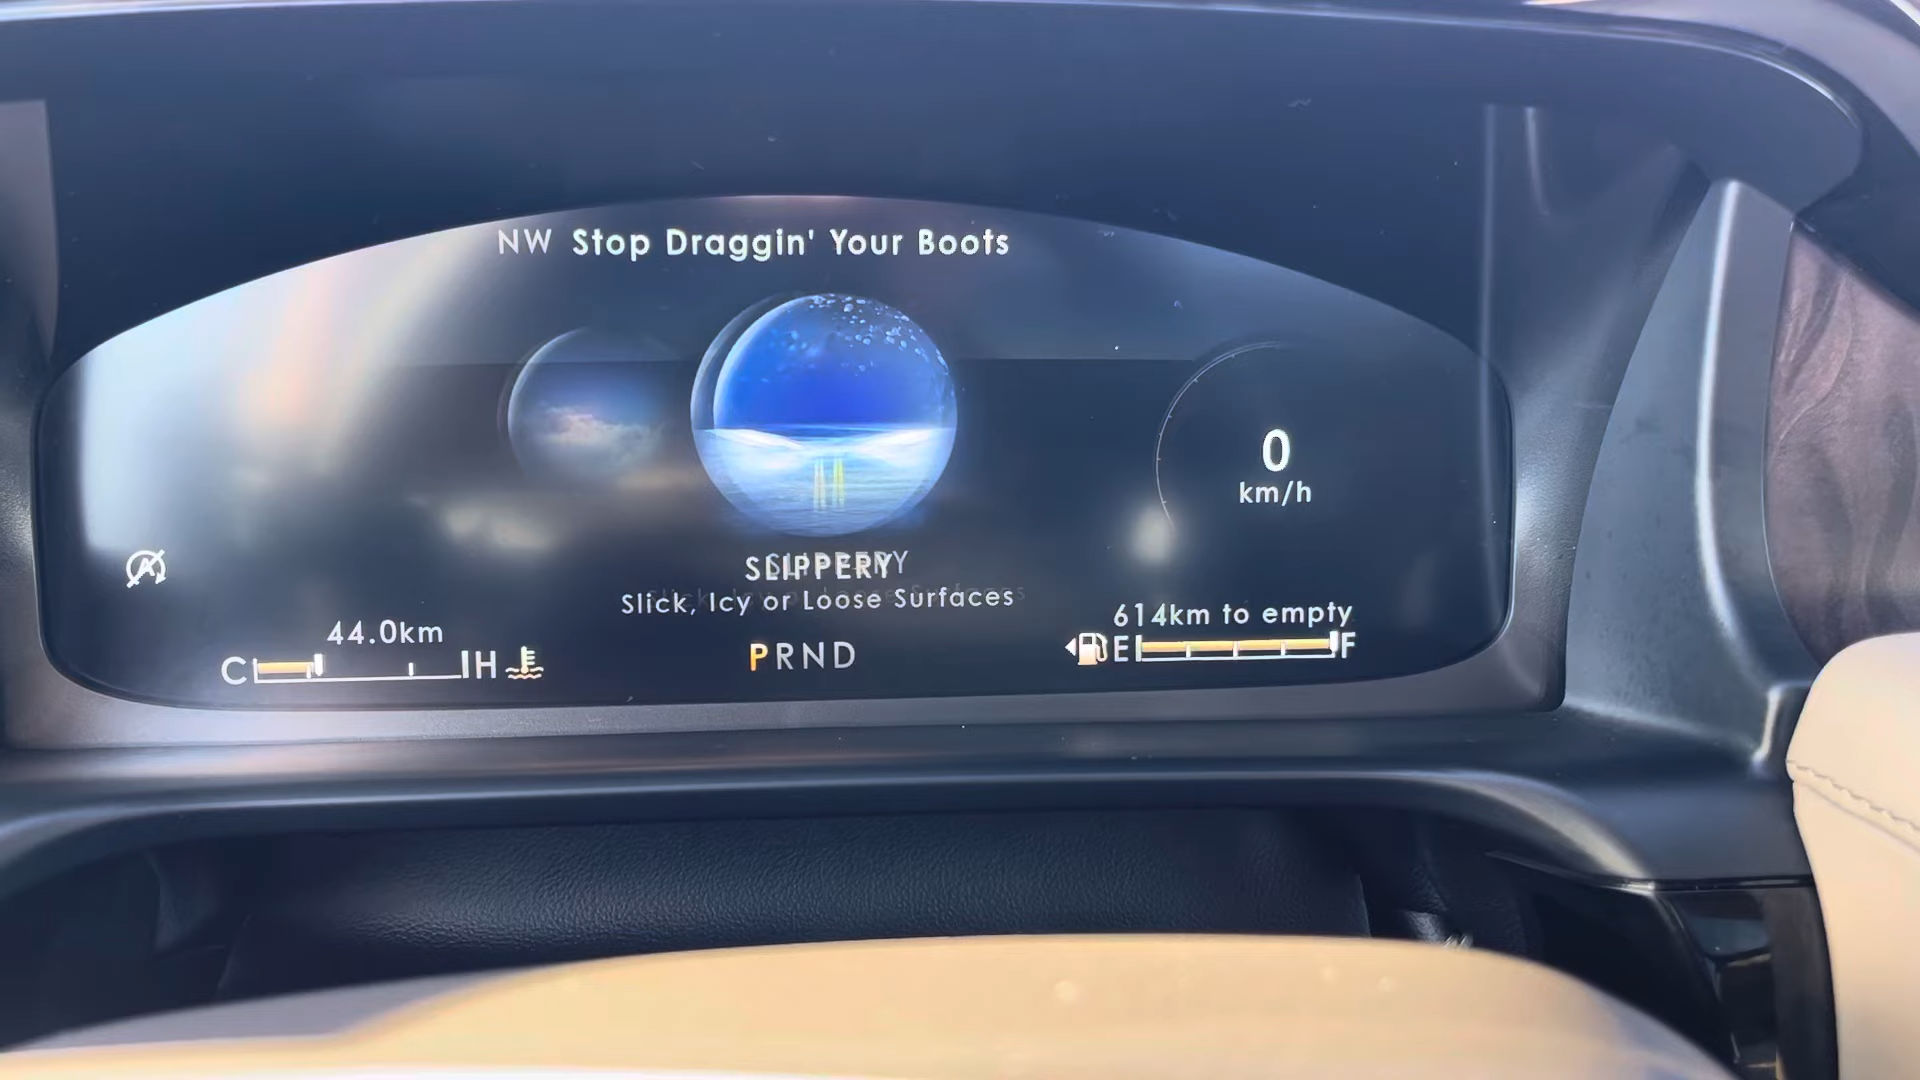 NW Stop Draggin' Your Boots
0
km/h
SLIPPERY
Slick, Icy or Loose Surfaces
44.0km
614km to empty
C H
PRND
E F